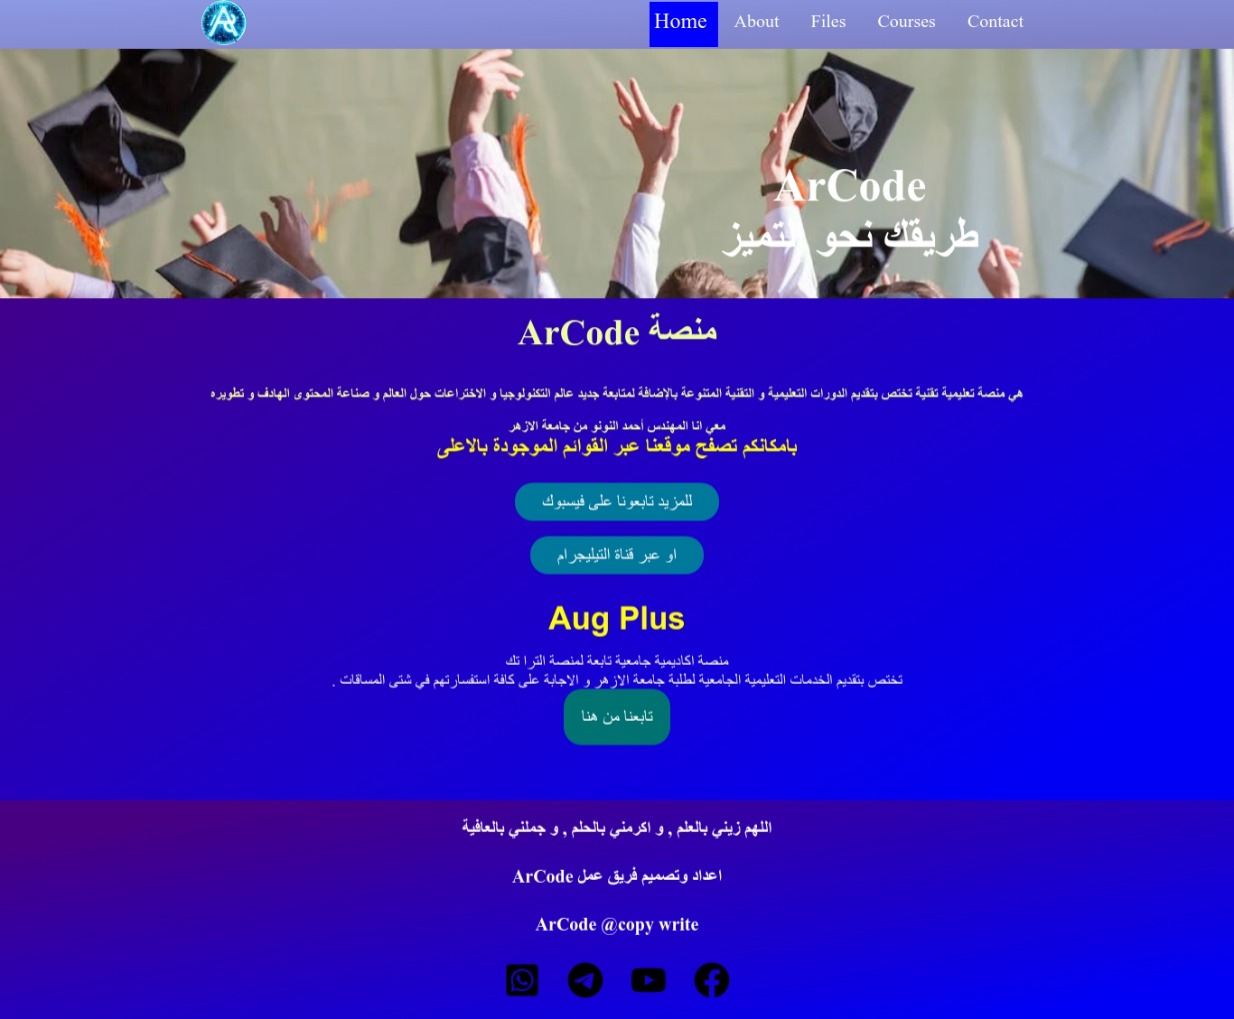 Home
About
Files
Courses
Contact
ArCode
طريقك نحو التميز
منصة ArCode
هي منصة تعليمية تقنية تختص بتقديم الدورات التعليمية و التقنية المتنوعة بالإضافة لمتابعة جديد عالم التكنولوجيا و الاختراعات حول العالم و صناعة المحتوى الهادف و تطويره
معي انا المهندس أحمد النونو من جامعة الازهر
بامكانكم تصفح موقعنا عبر القوائم الموجودة بالاعلى
للمزيد تابعونا على فيسبوك
او عبر قناة التيليجرام
Aug Plus
منصة اكاديمية جامعية تابعة لمنصة الترا تك
تختص بتقديم الخدمات التعليمية الجامعية لطلبة جامعة الازهر و الاجابة على كافة استفساراتهم في شتى المساقات .
تابعنا من هنا
اللهم زيني بالعلم , و اكرمني بالحلم , و جملني بالعافية
اعداد وتصميم فريق عمل ArCode
ArCode @copy write